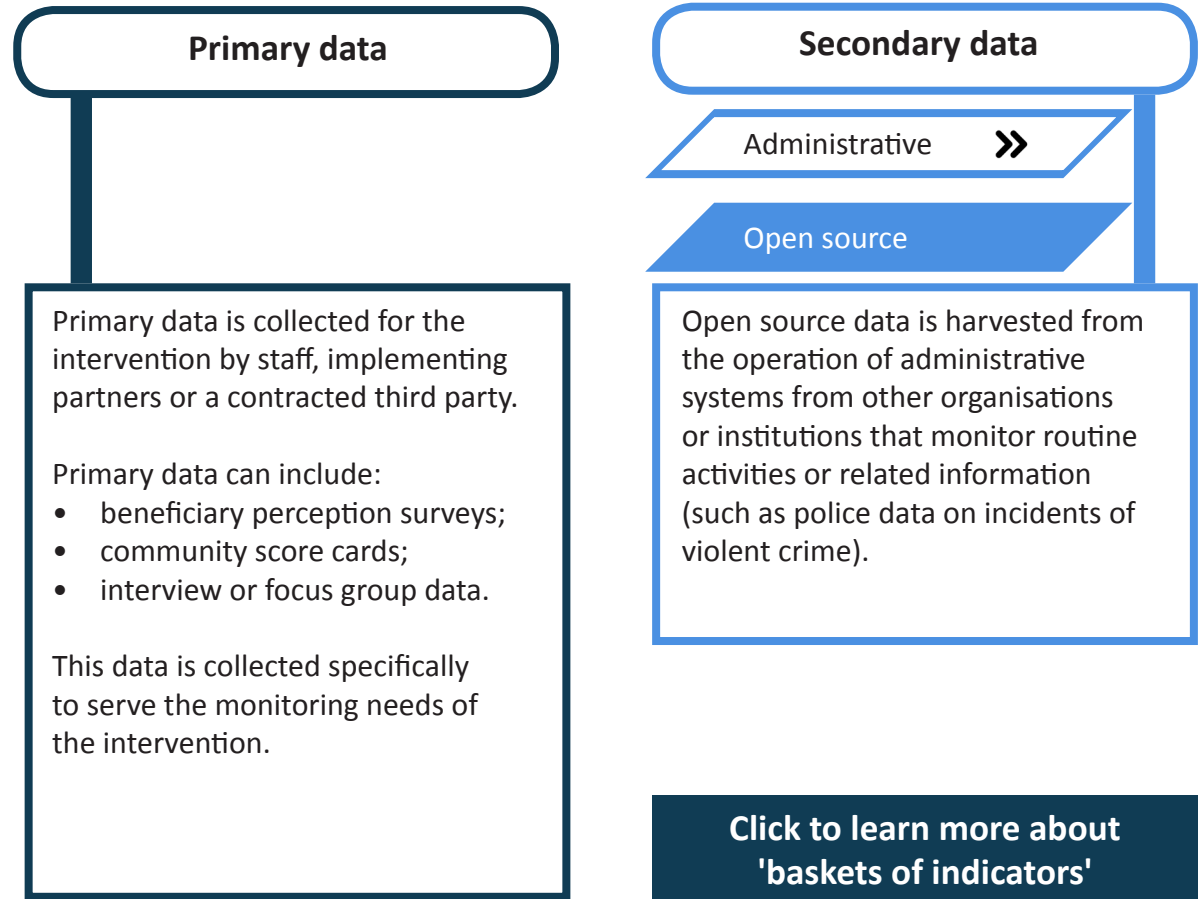 Primary data
Primary data is collected for the
intervention by staff, implementing
partners or a contracted third party.
Primary data can include:
• beneficiary perception surveys;
• community score cards;
• interview or focus group data.
This data is collected specifically
to serve the monitoring needs of
the intervention.
Secondary data
Administrative »
Open source
Open source data is harvested from
the operation of administrative
systems from other organisations
or institutions that monitor routine
activities or related information
(such as police data on incidents of
violent crime).
Click to learn more about
'baskets of indicators'